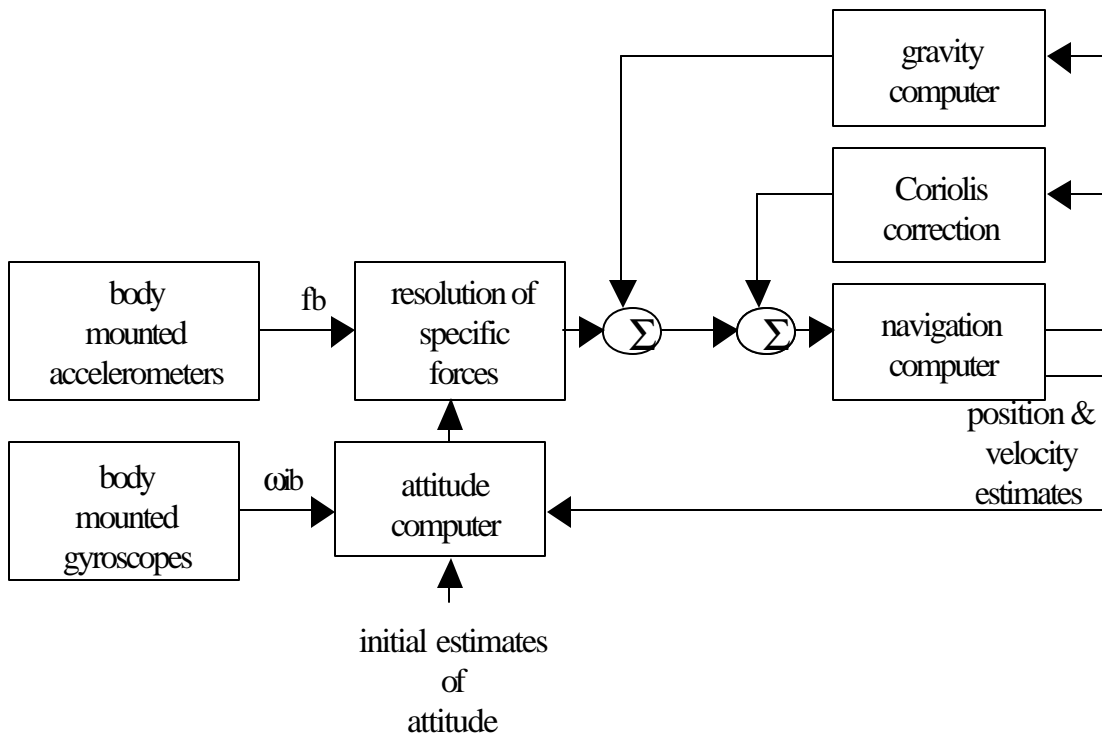 gravity
computer
Coriolis
correction
body
mounted
accelerometers
fb
resolution of
specific
forces
Σ
Σ
navigation
computer
position &
velocity
estimates
body
mounted
gyroscopes
ωib
attitude
computer
initial estimates
of
attitude